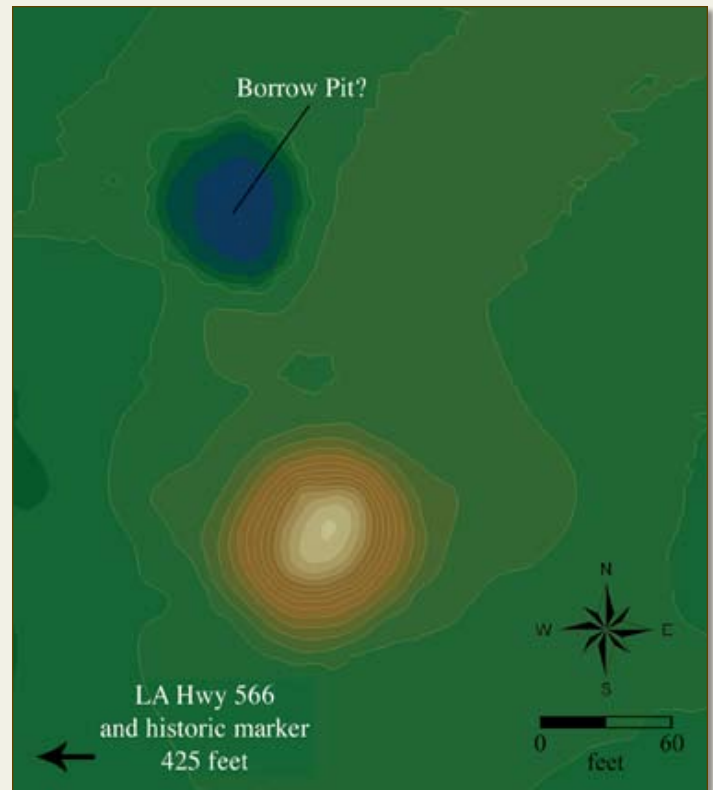 Borrow Pit?
N
W E
S
LA Hwy 566
and historic marker
425 feet
0 60
feet